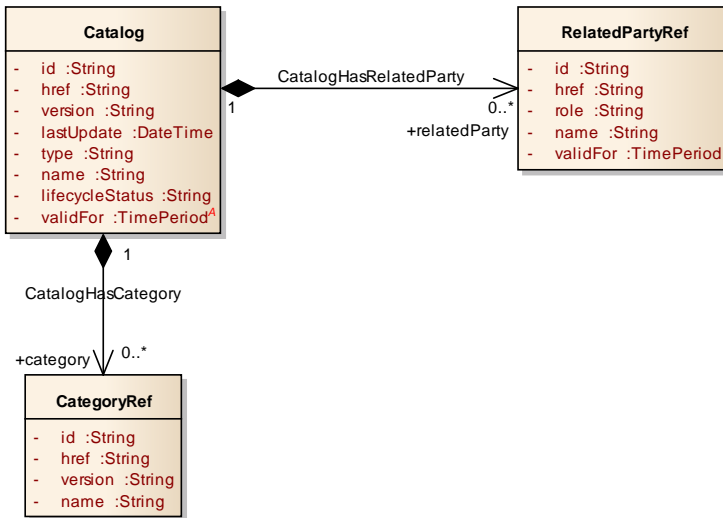 Catalog
- id :String
- href :String
- version :String
- lastUpdate :DateTime
- type :String
- name :String
- lifecycleStatus :String
- validFor :TimePeriod A
CatalogHasRelatedParty
1
0..*
+relatedParty
RelatedPartyRef
- id :String
- href :String
- role :String
- name :String
- validFor :TimePeriod
1
CatalogHasCategory
+category
0..*
CategoryRef
- id :String
- href :String
- version :String
- name :String